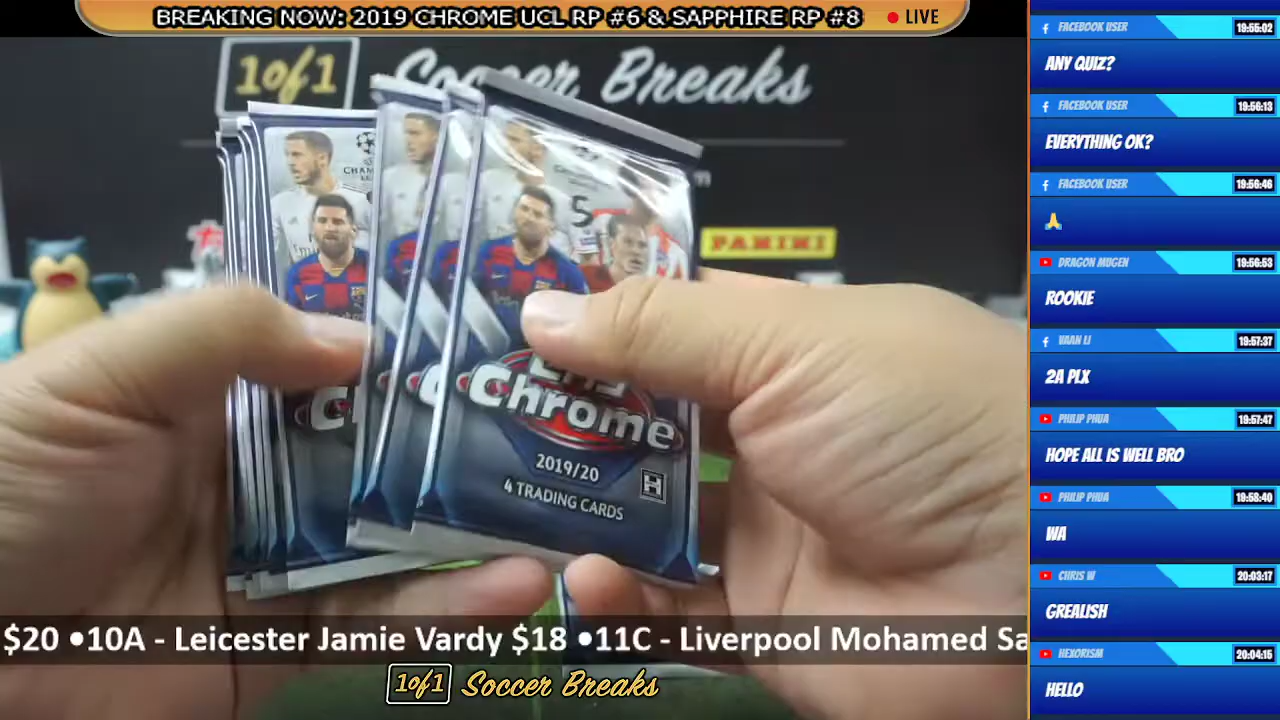 BREAKING NOW: 2019 CHROME UCL RP #6 & SAPPHIRE RP #8
LIVE
1of1 Soccer Breaks
PANINI
5
Chrome
2019/20
H
4 TRADING CARDS
$20 •10A - Leicester Jamie Vardy $18 •11C - Liverpool Mohamed Sa
1of1 Soccer Breaks
FACEBOOK USER 19:55:02
ANY QUIZ?
FACEBOOK USER 19:56:13
EVERYTHING OK?
FACEBOOK USER 19:56:46
🙏
DRAGON MUGEN 19:56:53
ROOKIE
VAAN LI 19:57:37
2A PLX
PHILIP PHUA 19:57:47
HOPE ALL IS WELL BRO
PHILIP PHUA 19:58:40
WA
CHRIS W 20:03:17
GREALISH
HEXORISM 20:04:15
HELLO